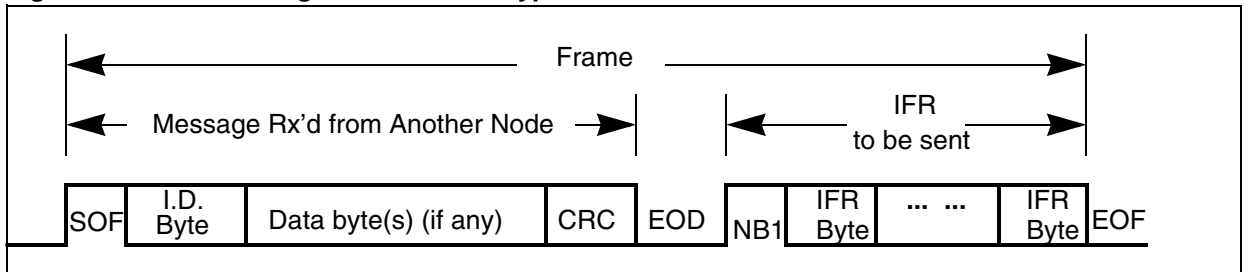 Frame
Message Rx'd from Another Node
IFR
to be sent
SOF
I.D.
Byte
Data byte(s) (if any)
CRC
EOD
NB1
IFR
Byte
... ...
IFR
Byte
EOF